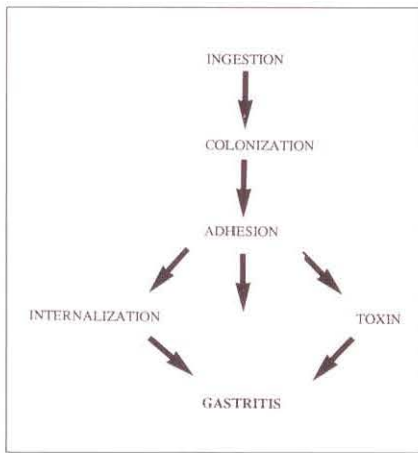 INGESTION
COLONIZATION
ADHESION
INTERNALIZATION
TOXIN
GASTRITIS